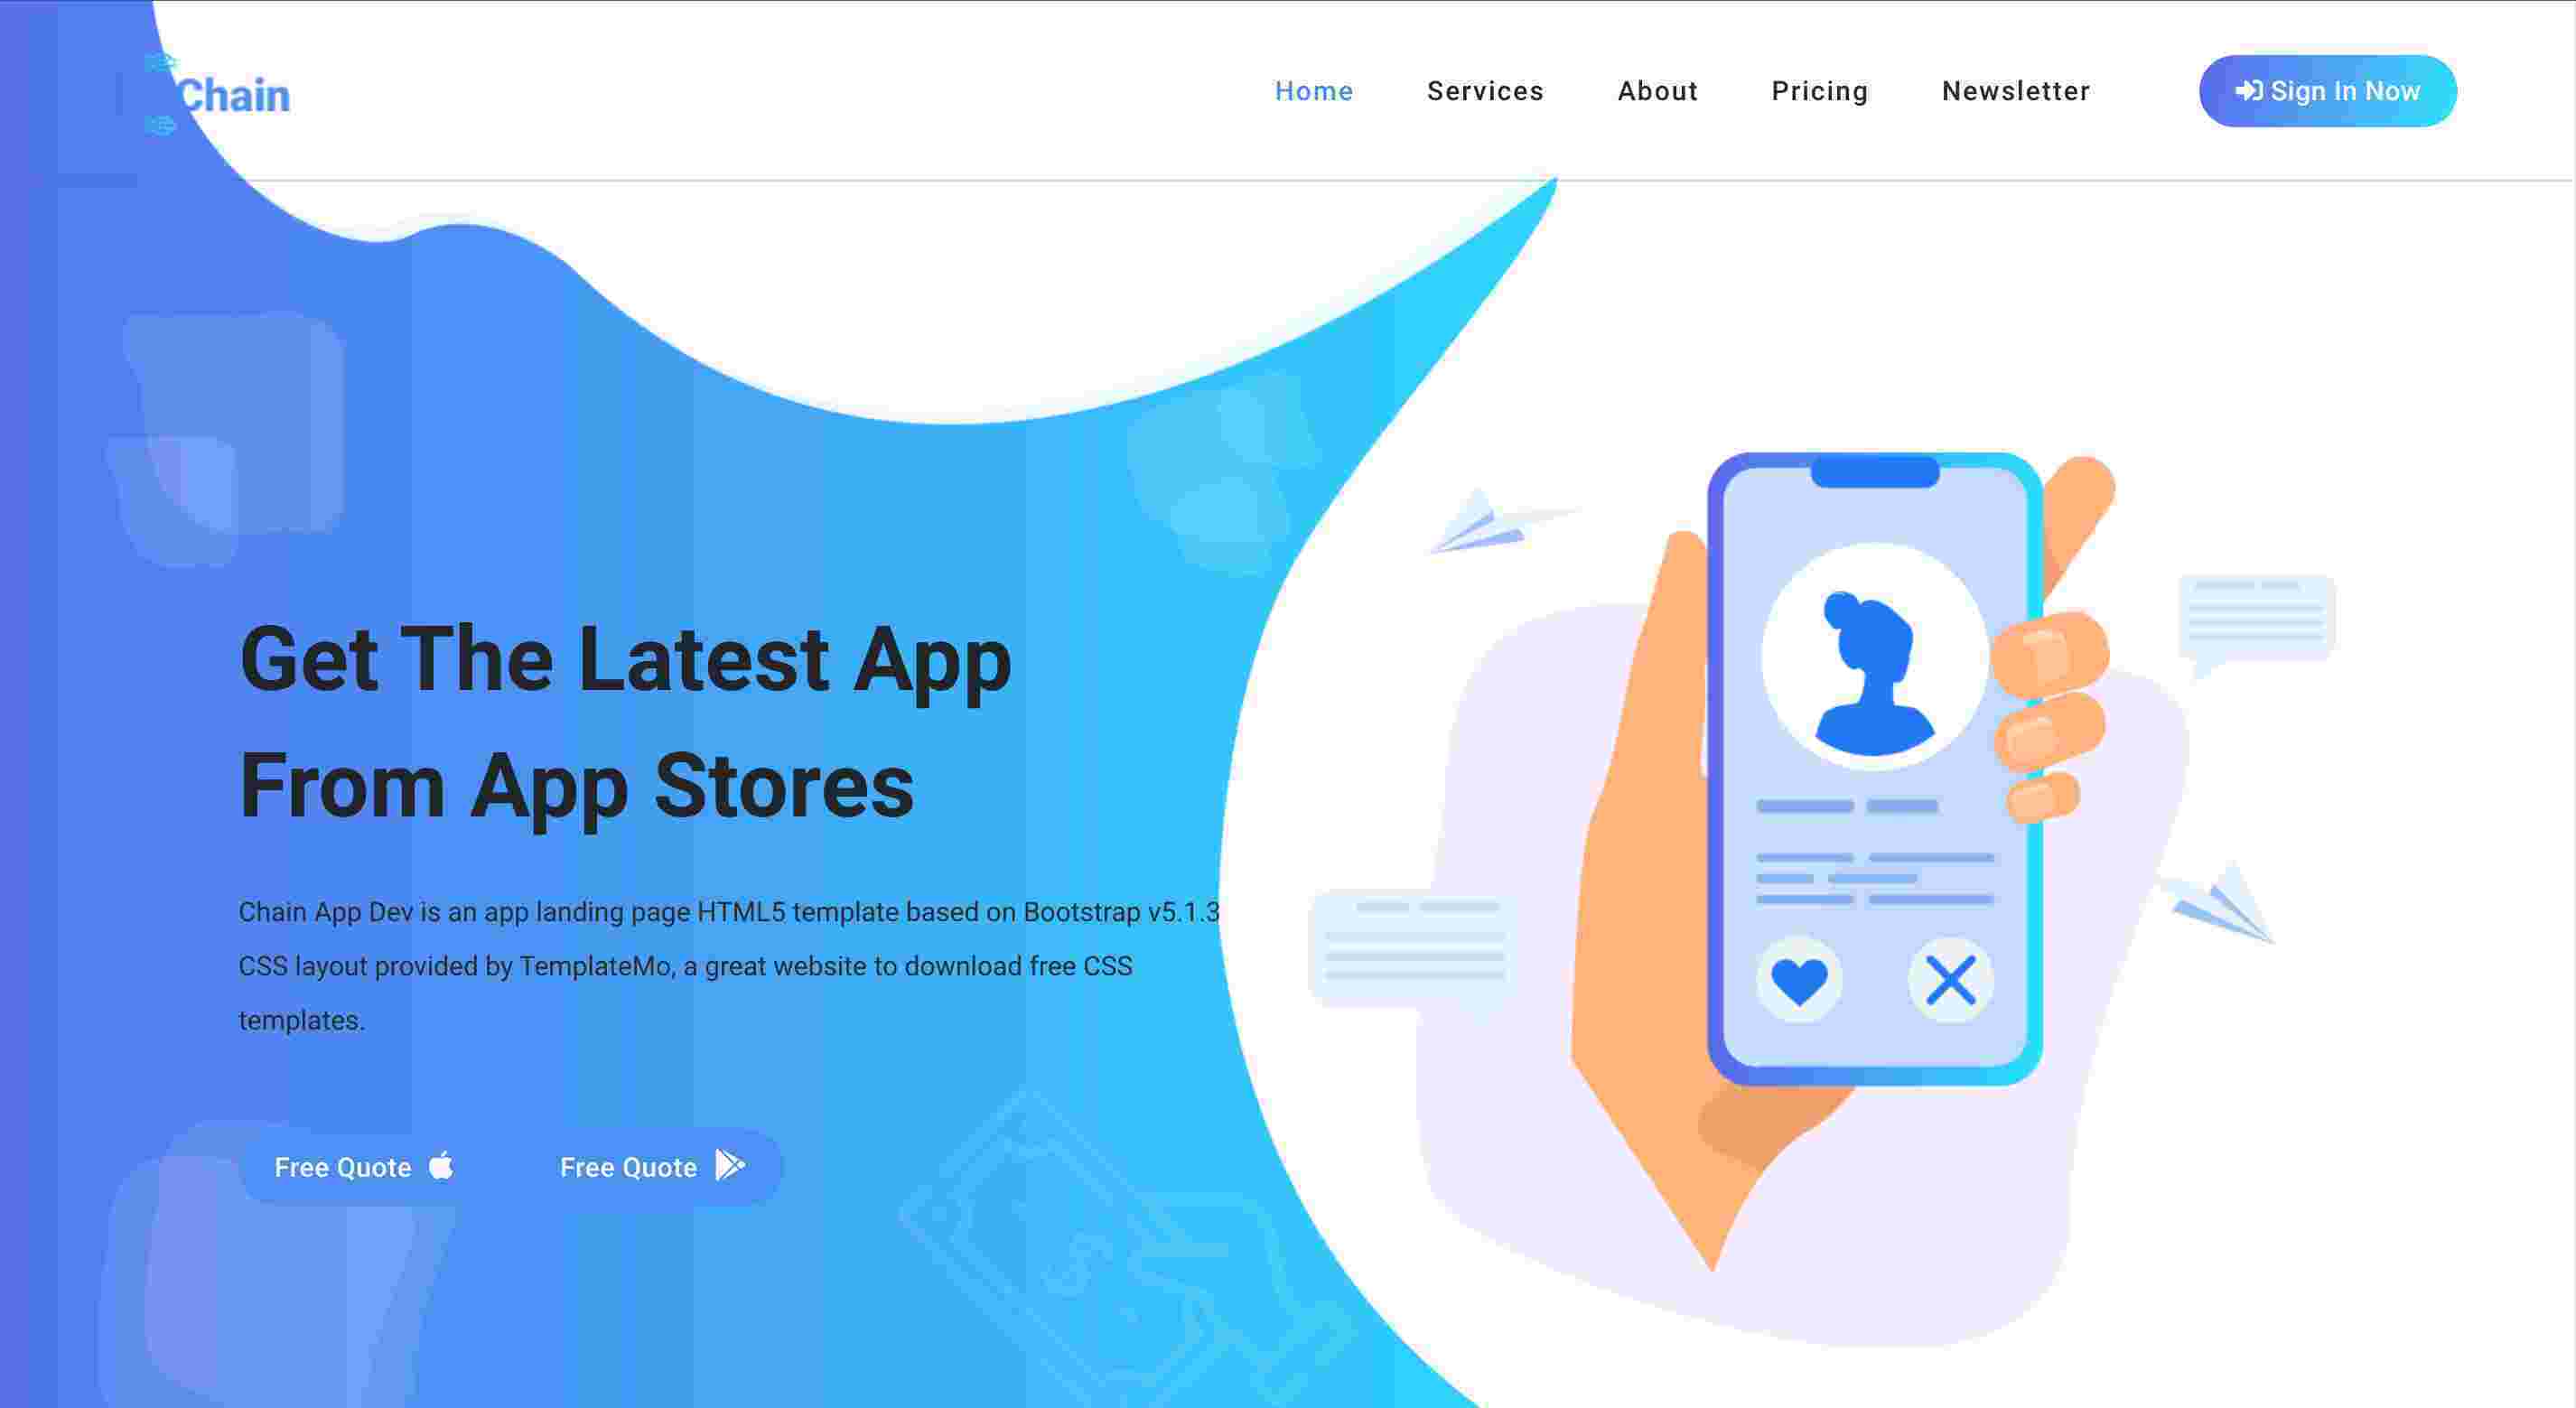 Chain
Home
Services
About
Pricing
Newsletter
Sign In Now
Get The Latest App
From App Stores
Chain App Dev is an app landing page HTML5 template based on Bootstrap v5.1.3
CSS layout provided by TemplateMo, a great website to download free CSS
templates.
Free Quote
Free Quote
$